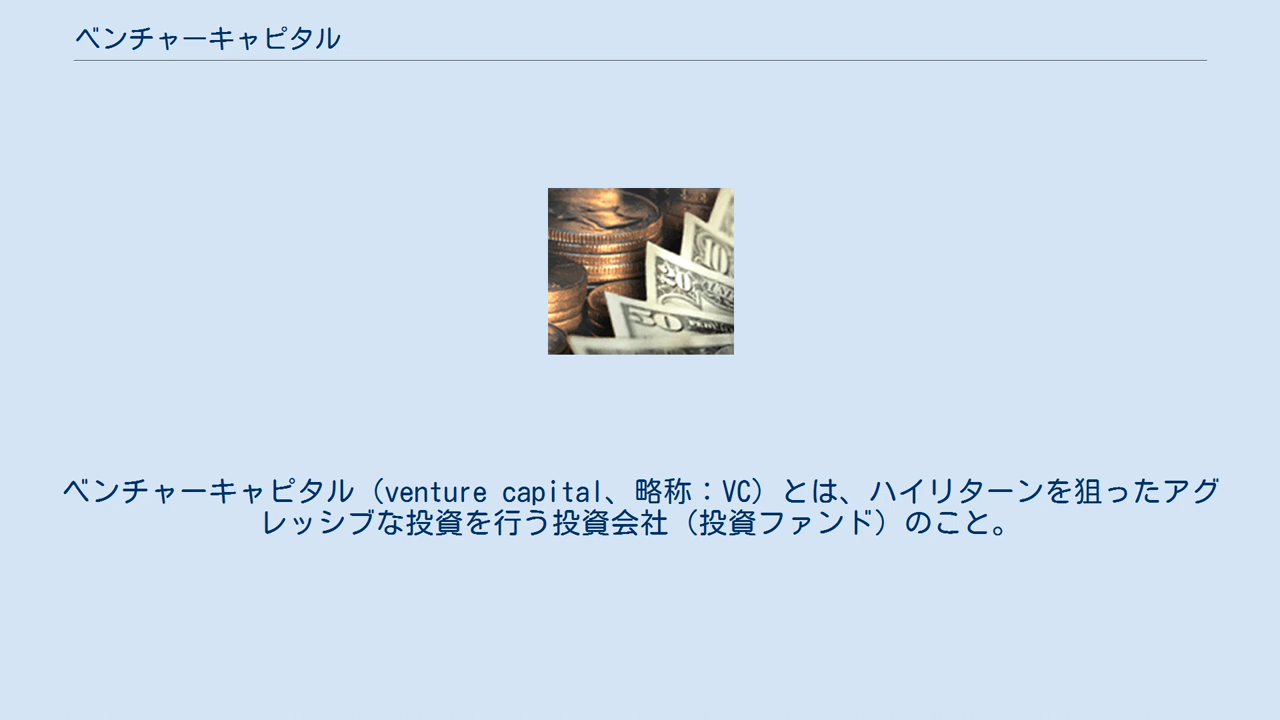 ベンチャーキャピタル
10
20
50
ベンチャーキャピタル（venture capital、略称：VC）とは、ハイリターンを狙ったアグ
レッシブな投資を行う投資会社（投資ファンド）のこと。